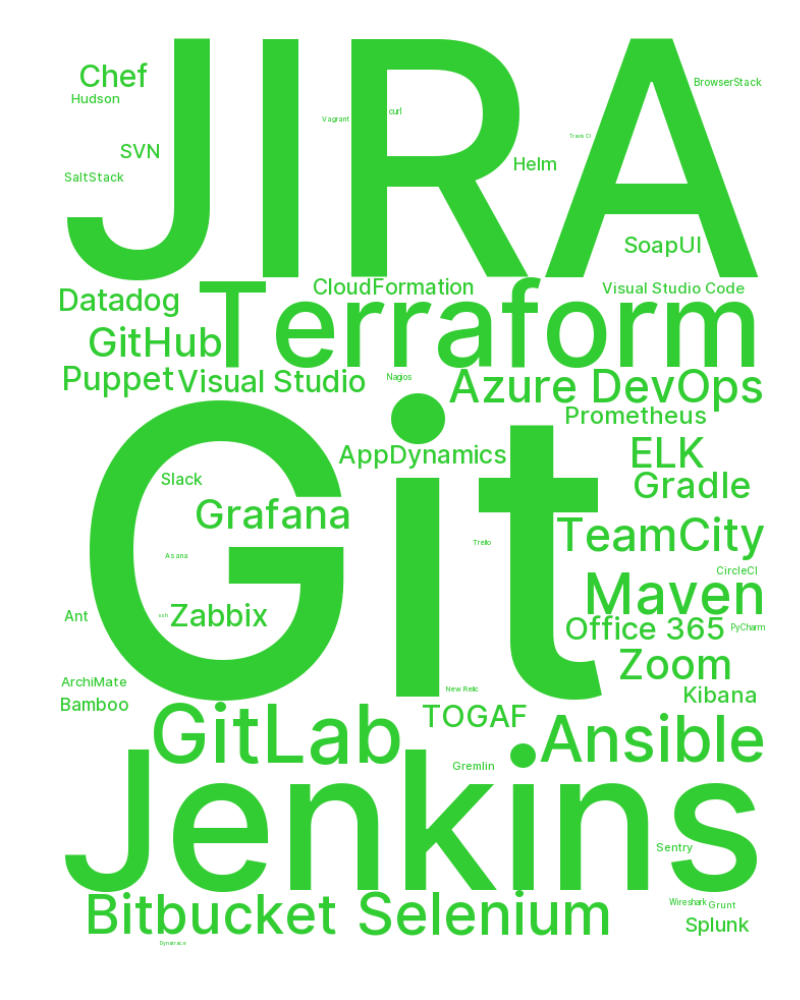 JIRA
Chef
Hudson
BrowserStack
curl
Vagrant
Travis CI
SVN
Helm
SaltStack
SoapUI
CloudFormation
Visual Studio Code
Datadog
Terraform
GitHub
Puppet
Visual Studio
Nagios
Azure DevOps
Prometheus
Git
AppDynamics
ELK
Slack
Gradle
Grafana
TeamCity
Trello
Asana
CircleCI
Maven
Ant
ssh
Zabbix
Office 365
PyCharm
Zoom
ArchiMate
New Relic
Kibana
Bamboo
GitLab
TOGAF
Ansible
Gremlin
Jenkins
Sentry
Bitbucket
Selenium
Wireshark
Grunt
Splunk
Dynatrace